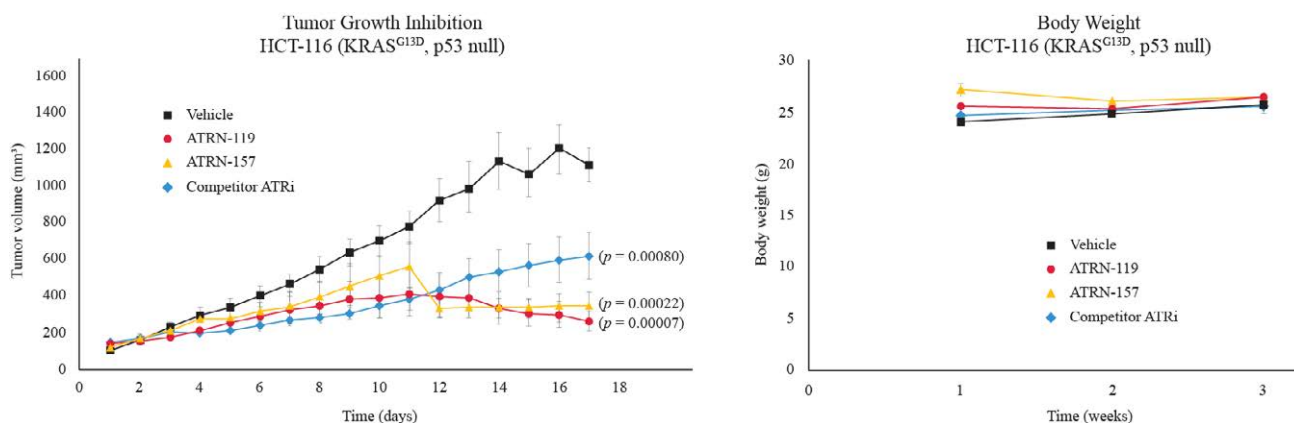 Tumor Growth Inhibition
HCT-116 (KRASᴳ¹³ᴰ, p53 null)
1600
1400
1200
1000
800
600
400
200
0
Tumor volume (mm³)
Vehicle
ATRN-119
ATRN-157
Competitor ATRi
(p = 0.00080)
(p = 0.00022)
(p = 0.00007)
0 2 4 6 8 10 12 14 16 18
Time (days)
Body Weight
HCT-116 (KRASᴳ¹³ᴰ, p53 null)
30
25
20
15
10
5
0
Body weight (g)
Vehicle
ATRN-119
ATRN-157
Competitor ATRi
0 1 2 3
Time (weeks)